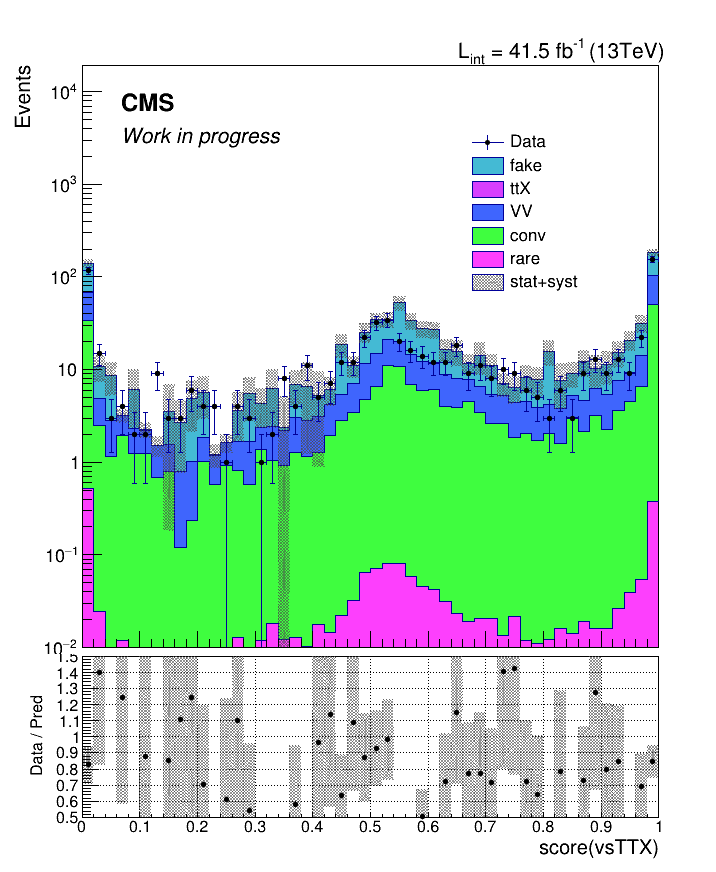 L_int = 41.5 fb^-1 (13TeV)
Events
CMS
Work in progress
Data
fake
ttX
VV
conv
rare
stat+syst
10^4
10^3
10^2
10
1
10^-1
10^-2
Data / Pred
1.5
1.4
1.3
1.2
1.1
1
0.9
0.8
0.7
0.6
0.5
0 0.1 0.2 0.3 0.4 0.5 0.6 0.7 0.8 0.9 1
score(vsTTX)